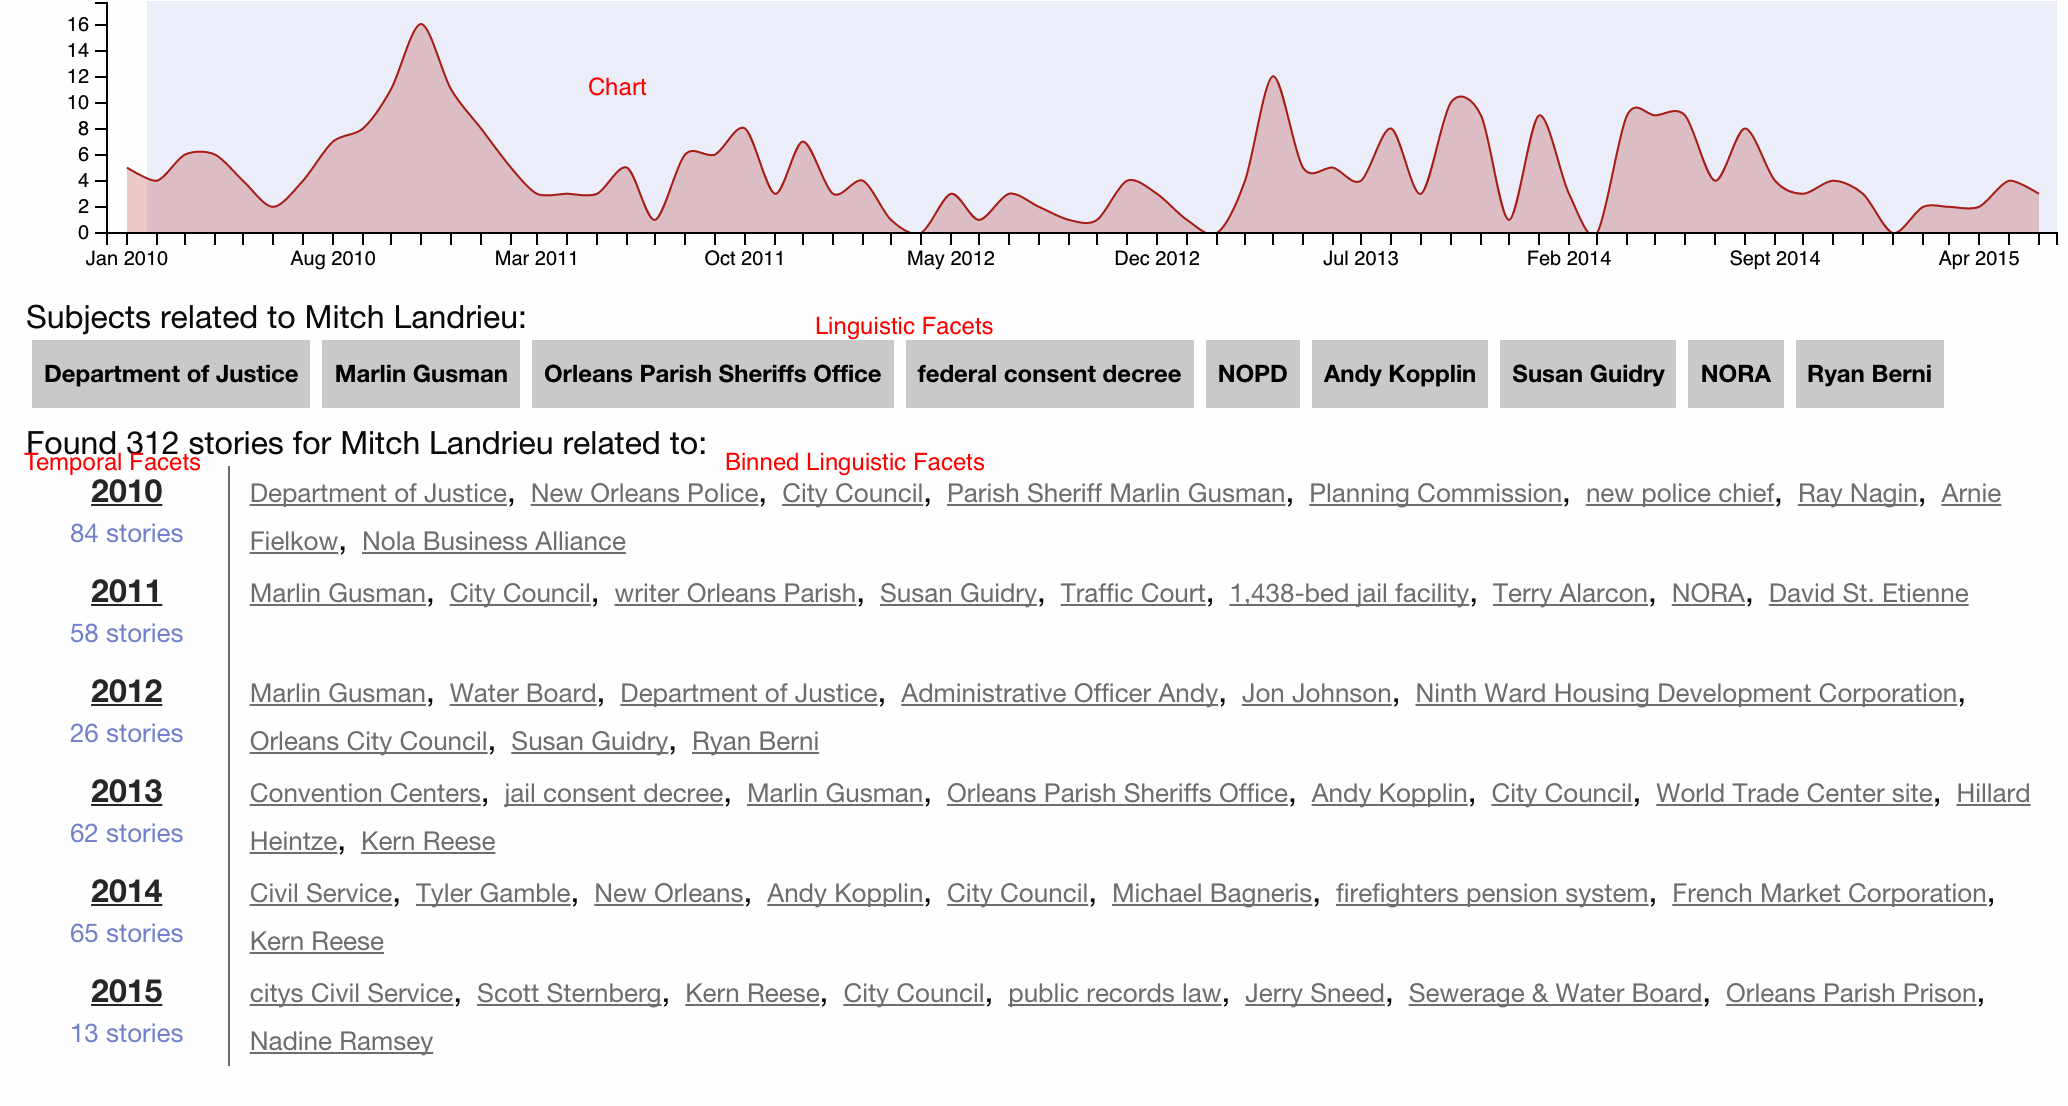 16
14
12
10
8
6
4
2
0
Chart
Jan 2010 Aug 2010 Mar 2011 Oct 2011 May 2012 Dec 2012 Jul 2013 Feb 2014 Sept 2014 Apr 2015
Subjects related to Mitch Landrieu:
Linguistic Facets
Department of Justice Marlin Gusman Orleans Parish Sheriffs Office federal consent decree NOPD Andy Kopplin Susan Guidry NORA Ryan Berni
Found 312 stories for Mitch Landrieu related to:
Temporal Facets Binned Linguistic Facets
2010 Department of Justice, New Orleans Police, City Council, Parish Sheriff Marlin Gusman, Planning Commission, new police chief, Ray Nagin, Arnie
84 stories Fielkow, Nola Business Alliance
2011 Marlin Gusman, City Council, writer Orleans Parish, Susan Guidry, Traffic Court, 1,438-bed jail facility, Terry Alarcon, NORA, David St. Etienne
58 stories
2012 Marlin Gusman, Water Board, Department of Justice, Administrative Officer Andy, Jon Johnson, Ninth Ward Housing Development Corporation,
26 stories Orleans City Council, Susan Guidry, Ryan Berni
2013 Convention Centers, jail consent decree, Marlin Gusman, Orleans Parish Sheriffs Office, Andy Kopplin, City Council, World Trade Center site, Hillard
62 stories Heintze, Kern Reese
2014 Civil Service, Tyler Gamble, New Orleans, Andy Kopplin, City Council, Michael Bagneris, firefighters pension system, French Market Corporation,
65 stories Kern Reese
2015 citys Civil Service, Scott Sternberg, Kern Reese, City Council, public records law, Jerry Sneed, Sewerage & Water Board, Orleans Parish Prison,
13 stories Nadine Ramsey